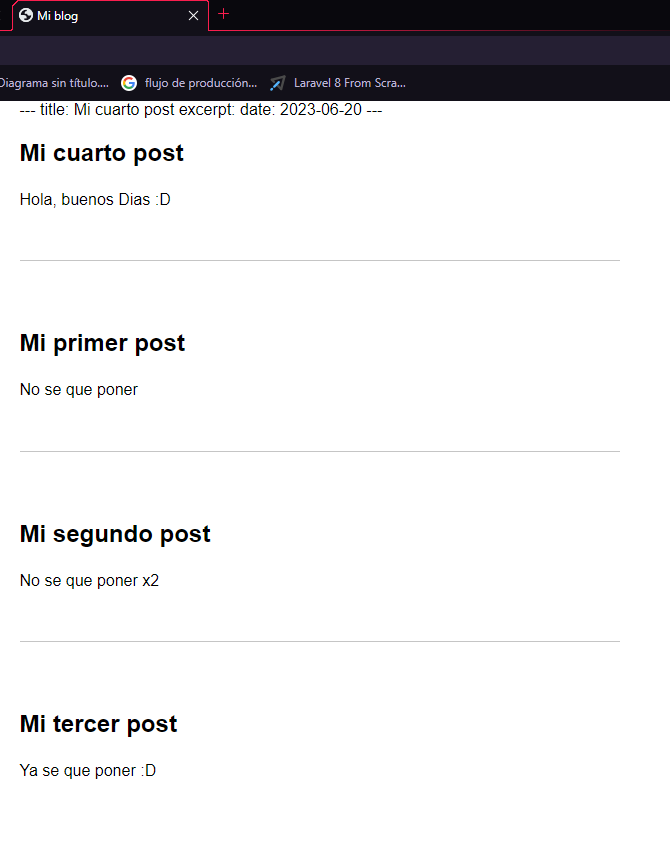 Mi blog
Diagrama sin título.... flujo de producción... Laravel 8 From Scra...
--- title: Mi cuarto post excerpt: date: 2023-06-20 ---
Mi cuarto post
Hola, buenos Dias :D
Mi primer post
No se que poner
Mi segundo post
No se que poner x2
Mi tercer post
Ya se que poner :D